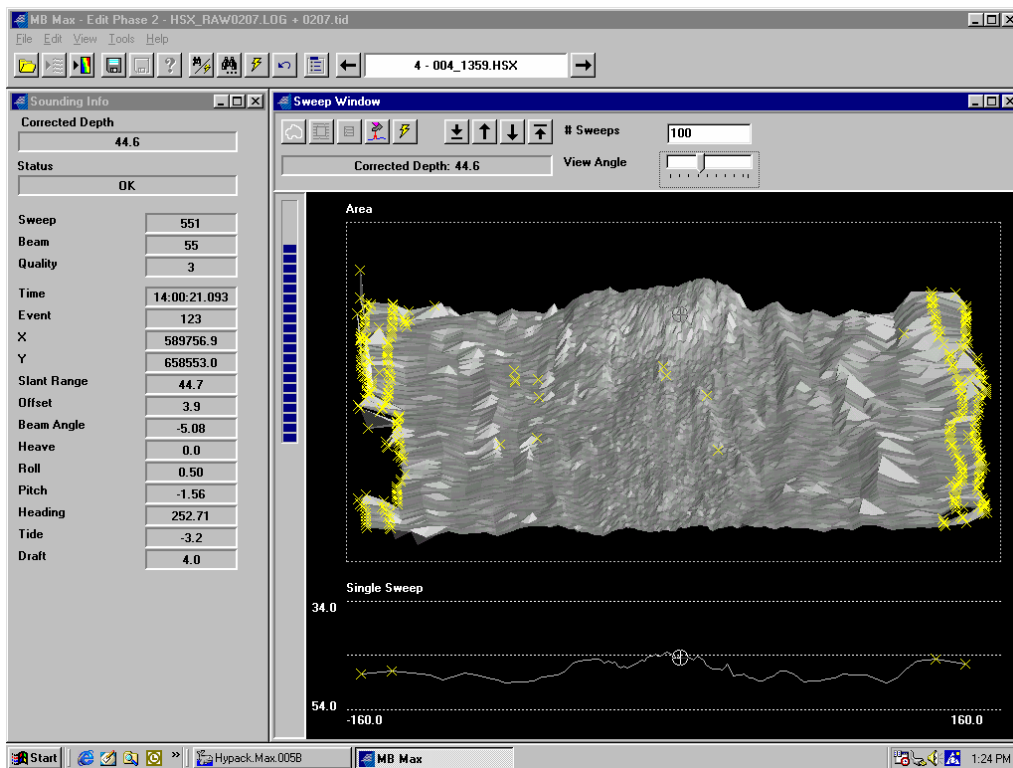 MB Max - Edit Phase 2 - HSX_RAW0207.LOG + 0207.tid
File Edit View Tools Help
4 - 004_1359.HSX
Sounding Info
Corrected Depth
44.6
Status
OK
Sweep 551
Beam 55
Quality 3
Time 14:00:21.093
Event 123
X 589756.9
Y 658553.0
Slant Range 44.7
Offset 3.9
Beam Angle -5.08
Heave 0.0
Roll 0.50
Pitch -1.56
Heading 252.71
Tide -3.2
Draft 4.0
Sweep Window
# Sweeps 100
Corrected Depth: 44.6
View Angle
Area
Single Sweep
34.0
54.0
-160.0 160.0
Start
»
Hypack.Max.005B
MB Max
1:24 PM